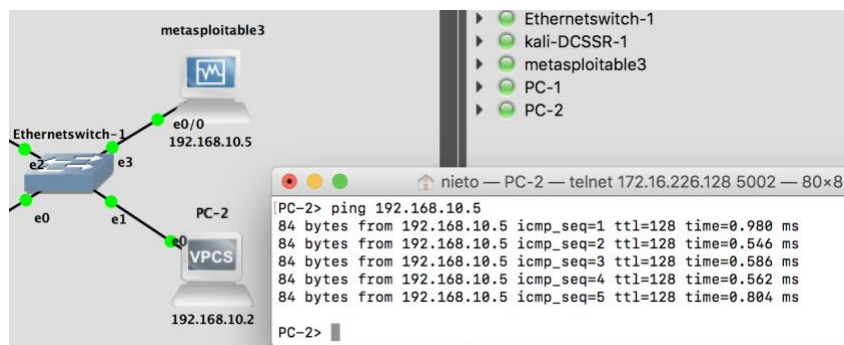 metasploitable3
e0/0
192.168.10.5
Ethernetswitch-1
e2
e3
e0
e1
PC-2
e0
VPCS
192.168.10.2
Ethernetswitch-1
kali-DCSSR-1
metasploitable3
PC-1
PC-2
nieto — PC-2 — telnet 172.16.226.128 5002 — 80×8
[PC-2> ping 192.168.10.5
84 bytes from 192.168.10.5 icmp_seq=1 ttl=128 time=0.980 ms
84 bytes from 192.168.10.5 icmp_seq=2 ttl=128 time=0.546 ms
84 bytes from 192.168.10.5 icmp_seq=3 ttl=128 time=0.586 ms
84 bytes from 192.168.10.5 icmp_seq=4 ttl=128 time=0.562 ms
84 bytes from 192.168.10.5 icmp_seq=5 ttl=128 time=0.804 ms
PC-2>